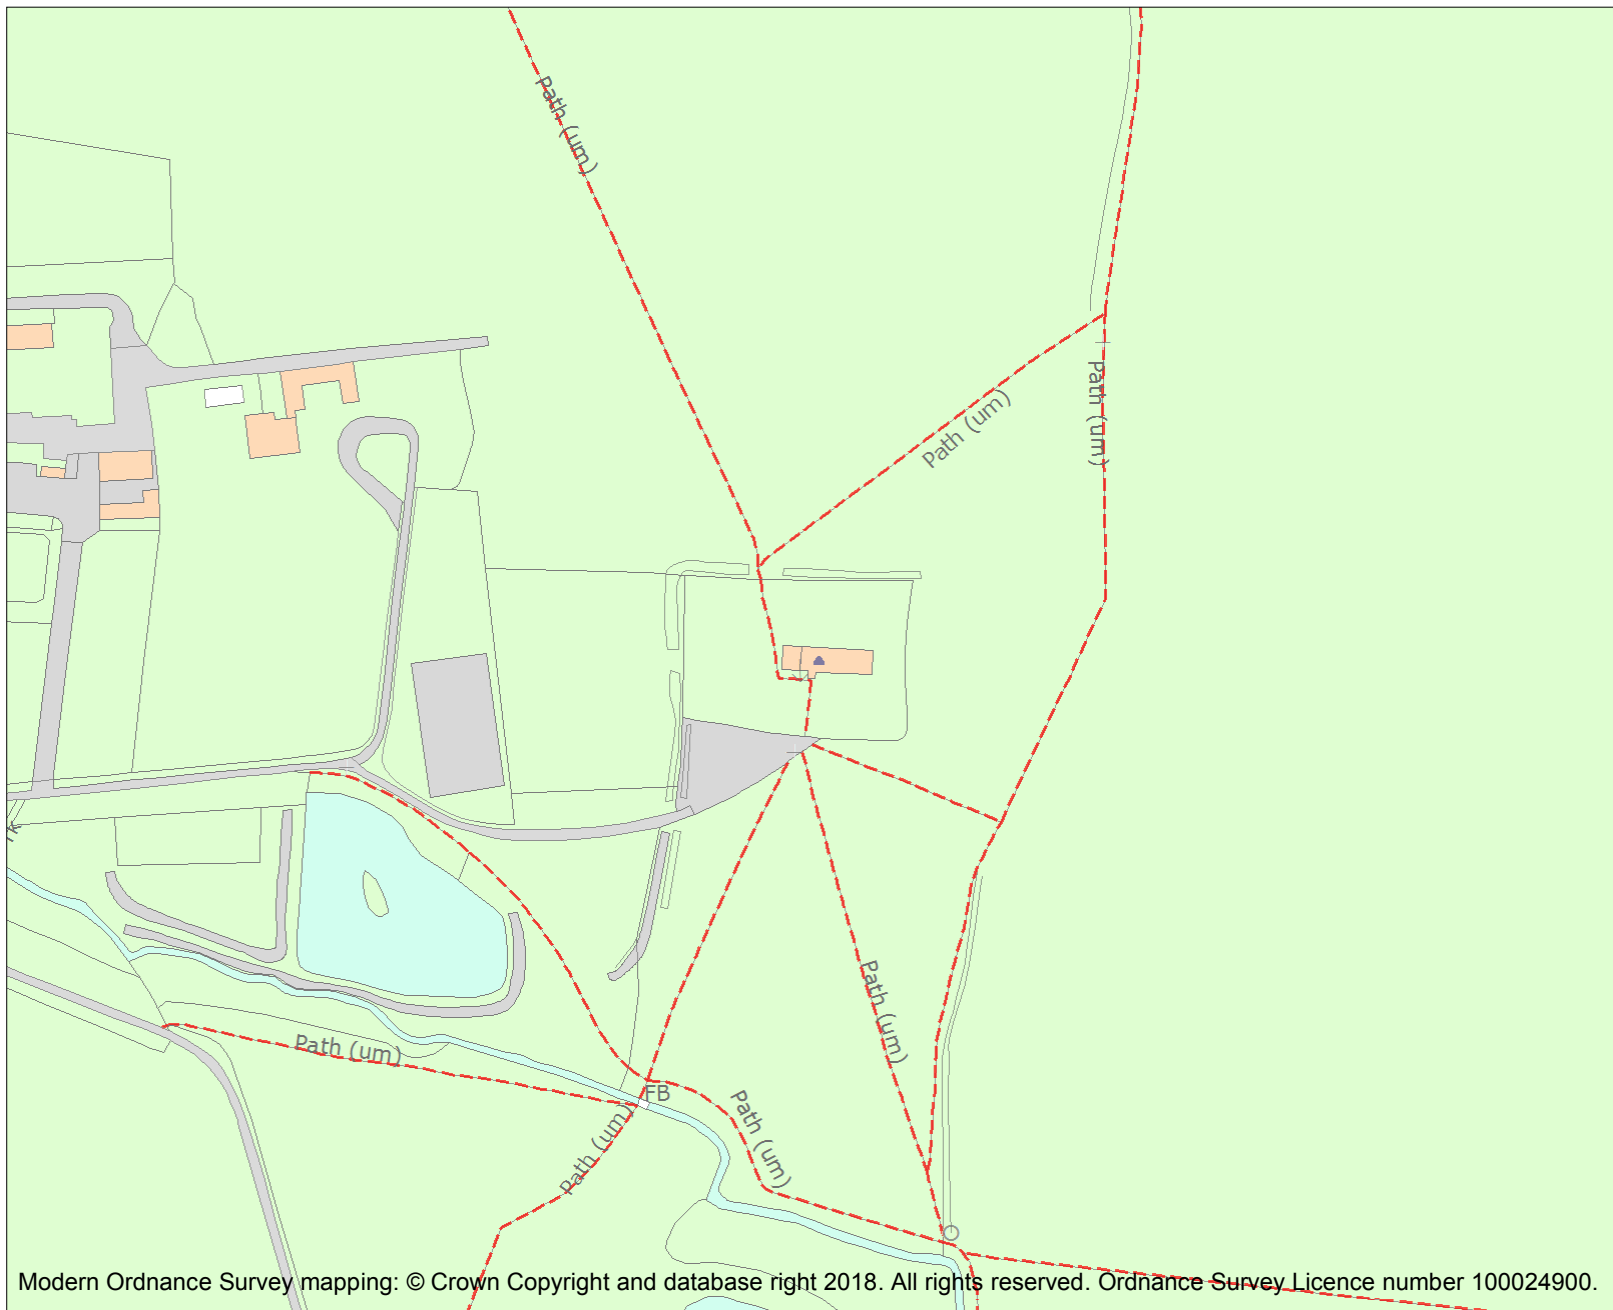 Path (um)
Path (um)
Path (um)
Path (um)
Path (um)
FB
Path (um)
Path (um)
Modern Ordnance Survey mapping: © Crown Copyright and database right 2018. All rights reserved. Ordnance Survey Licence number 100024900.